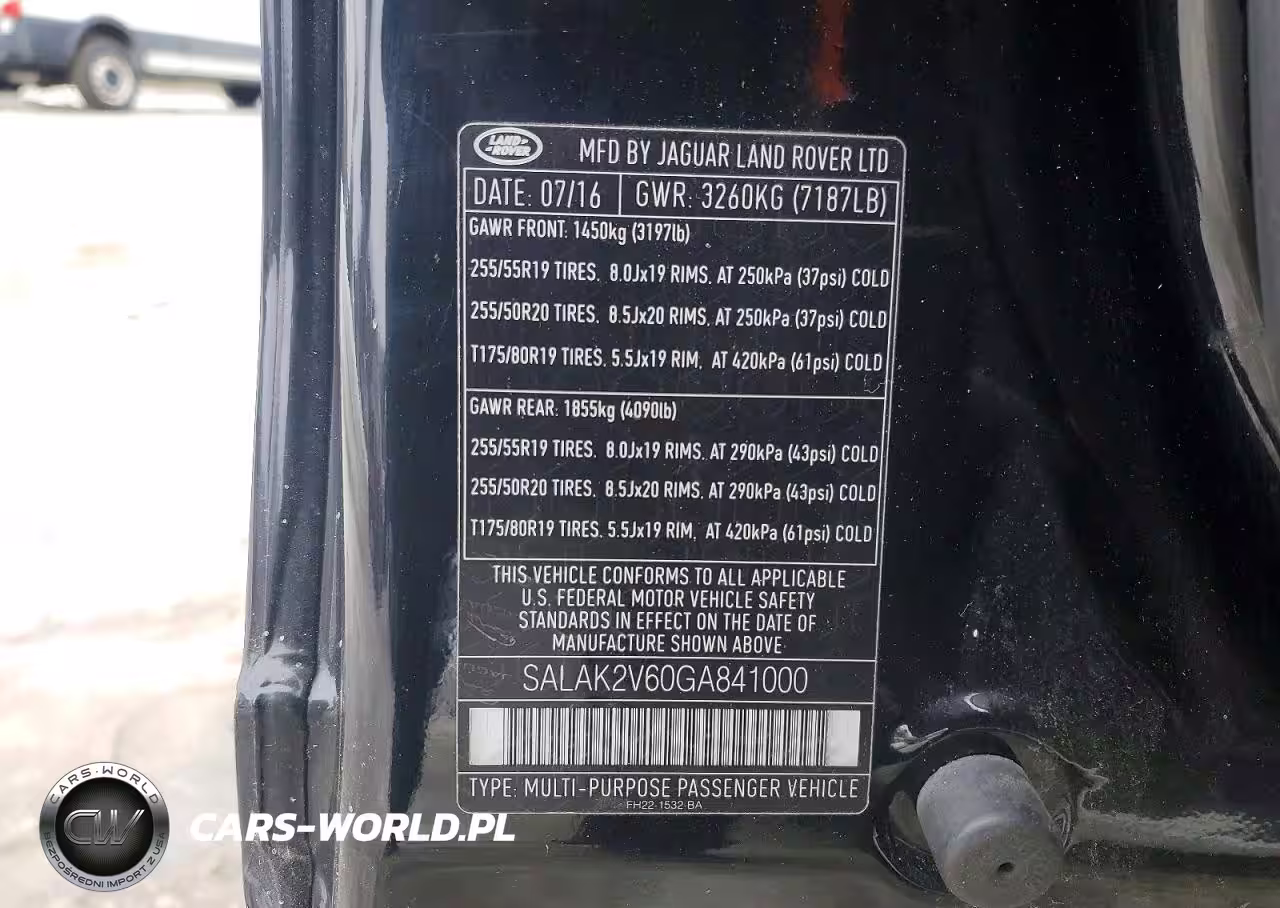 LAND ROVER
MFD BY JAGUAR LAND ROVER LTD
DATE: 07/16 GWR: 3260KG (7187LB)
GAWR FRONT: 1450kg (3197lb)
255/55R19 TIRES. 8.0Jx19 RIMS. AT 250kPa (37psi) COLD
255/50R20 TIRES. 8.5Jx20 RIMS. AT 250kPa (37psi) COLD
T175/80R19 TIRES. 5.5Jx19 RIM. AT 420kPa (61psi) COLD
GAWR REAR: 1855kg (4090lb)
255/55R19 TIRES. 8.0Jx19 RIMS. AT 290kPa (43psi) COLD
255/50R20 TIRES. 8.5Jx20 RIMS. AT 290kPa (43psi) COLD
T175/80R19 TIRES. 5.5Jx19 RIM. AT 420kPa (61psi) COLD
THIS VEHICLE CONFORMS TO ALL APPLICABLE
U.S. FEDERAL MOTOR VEHICLE SAFETY
STANDARDS IN EFFECT ON THE DATE OF
MANUFACTURE SHOWN ABOVE
SALAK2V60GA841000
TYPE: MULTI-PURPOSE PASSENGER VEHICLE
FH22-1532-BA
CARS-WORLD
CW
BEZPOŚREDNI IMPORT Z USA
CARS-WORLD.PL